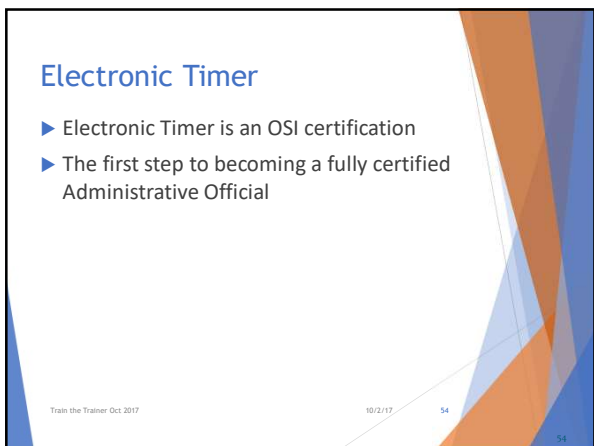 Electronic Timer
▶ Electronic Timer is an OSI certification
▶ The first step to becoming a fully certified
Administrative Official
Train the Trainer Oct 2017 10/2/17 54
54